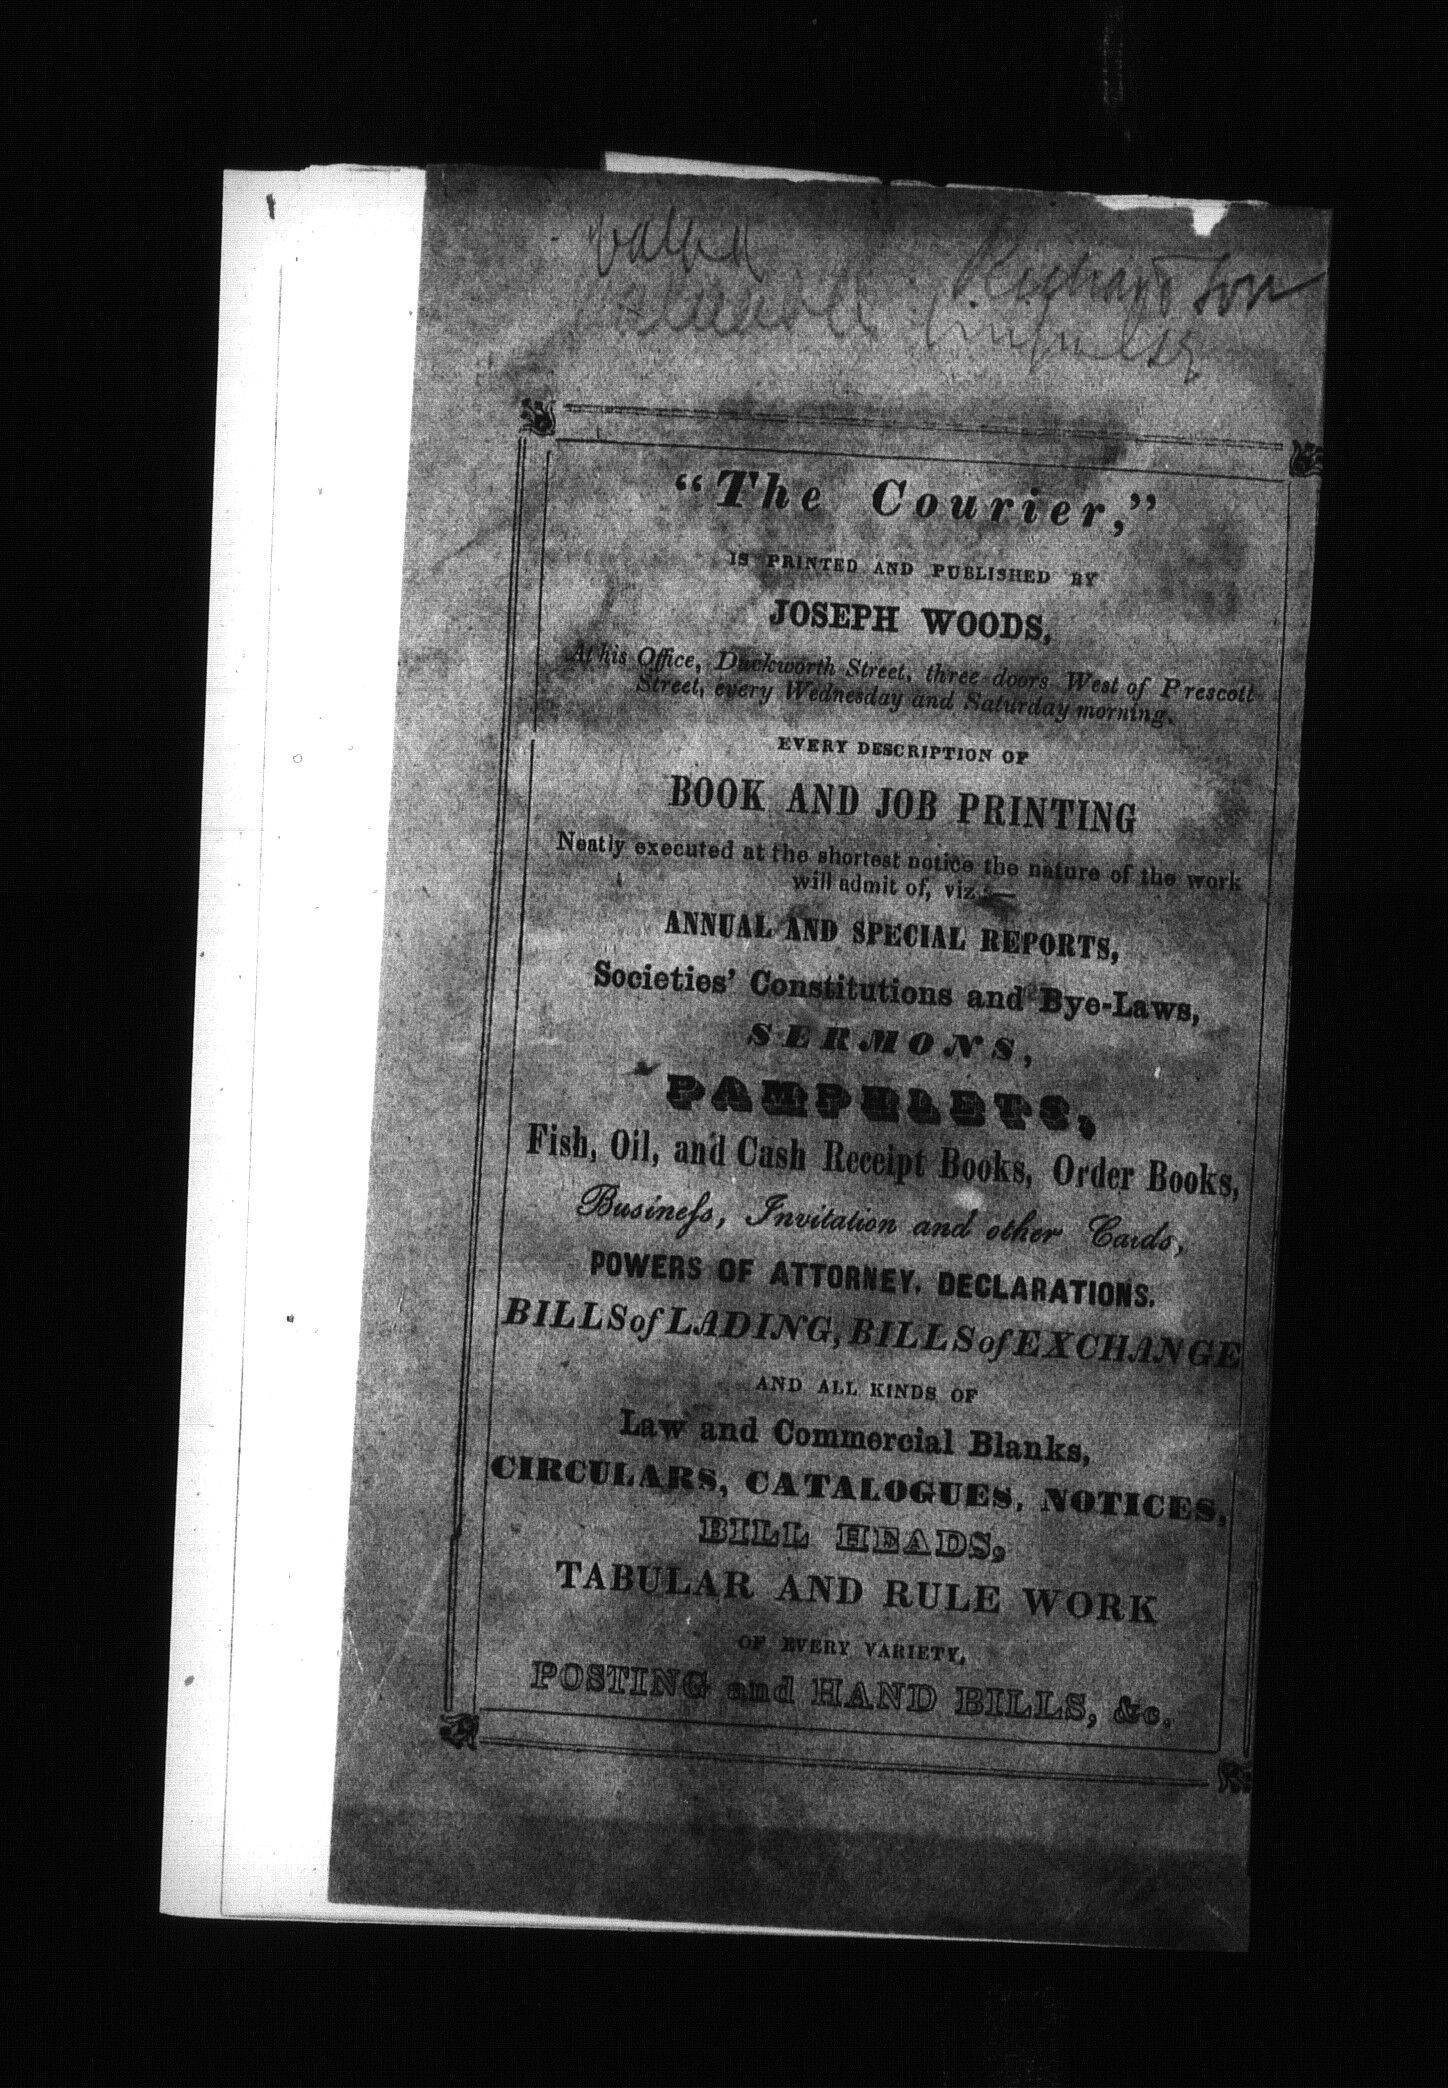 Richardson
"The Courier,"
IS PRINTED AND PUBLISHED BY
JOSEPH WOODS,
At his Office, Duckworth Street, three doors West of Prescott
Street, every Wednesday and Saturday morning.
EVERY DESCRIPTION OF
BOOK AND JOB PRINTING
Neatly executed at the shortest notice the nature of the work
will admit of, viz.:—
ANNUAL AND SPECIAL REPORTS,
Societies' Constitutions and Bye-Laws,
SERMONS,
PAMPHLETS,
Fish, Oil, and Cash Receipt Books, Order Books,
Business, Invitation and other Cards,
POWERS OF ATTORNEY, DECLARATIONS.
BILLS of LADING, BILLS of EXCHANGE
AND ALL KINDS OF
Law and Commercial Blanks,
CIRCULARS, CATALOGUES, NOTICES,
BILL HEADS,
TABULAR AND RULE WORK
OF EVERY VARIETY,
POSTING and HAND BILLS, &c.